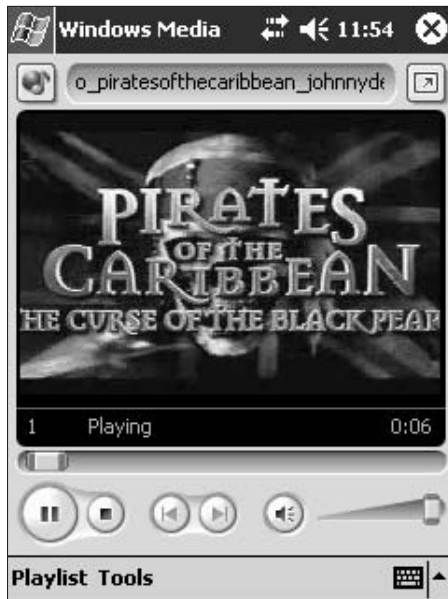 Windows Media 11:54
o_piratesofthecaribbean_johnnyde
PIRATES
OF THE
CARIBBEAN
HE CURSE OF THE BLACK PEAR
1 Playing 0:06
Playlist Tools